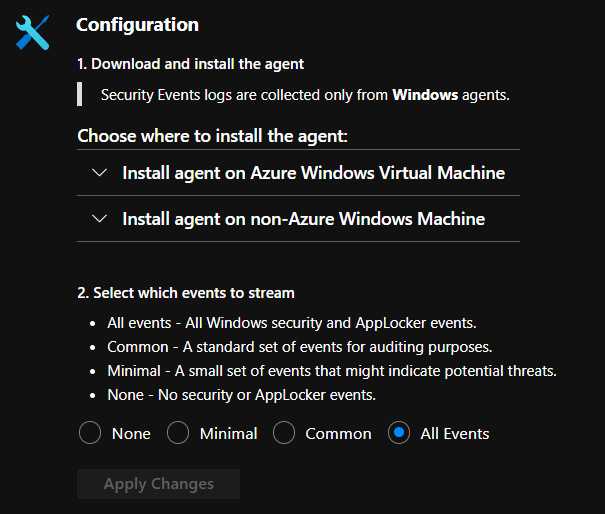 Configuration
1. Download and install the agent
Security Events logs are collected only from Windows agents.
Choose where to install the agent:
Install agent on Azure Windows Virtual Machine
Install agent on non-Azure Windows Machine
2. Select which events to stream
• All events - All Windows security and AppLocker events.
• Common - A standard set of events for auditing purposes.
• Minimal - A small set of events that might indicate potential threats.
• None - No security or AppLocker events.
None Minimal Common All Events
Apply Changes